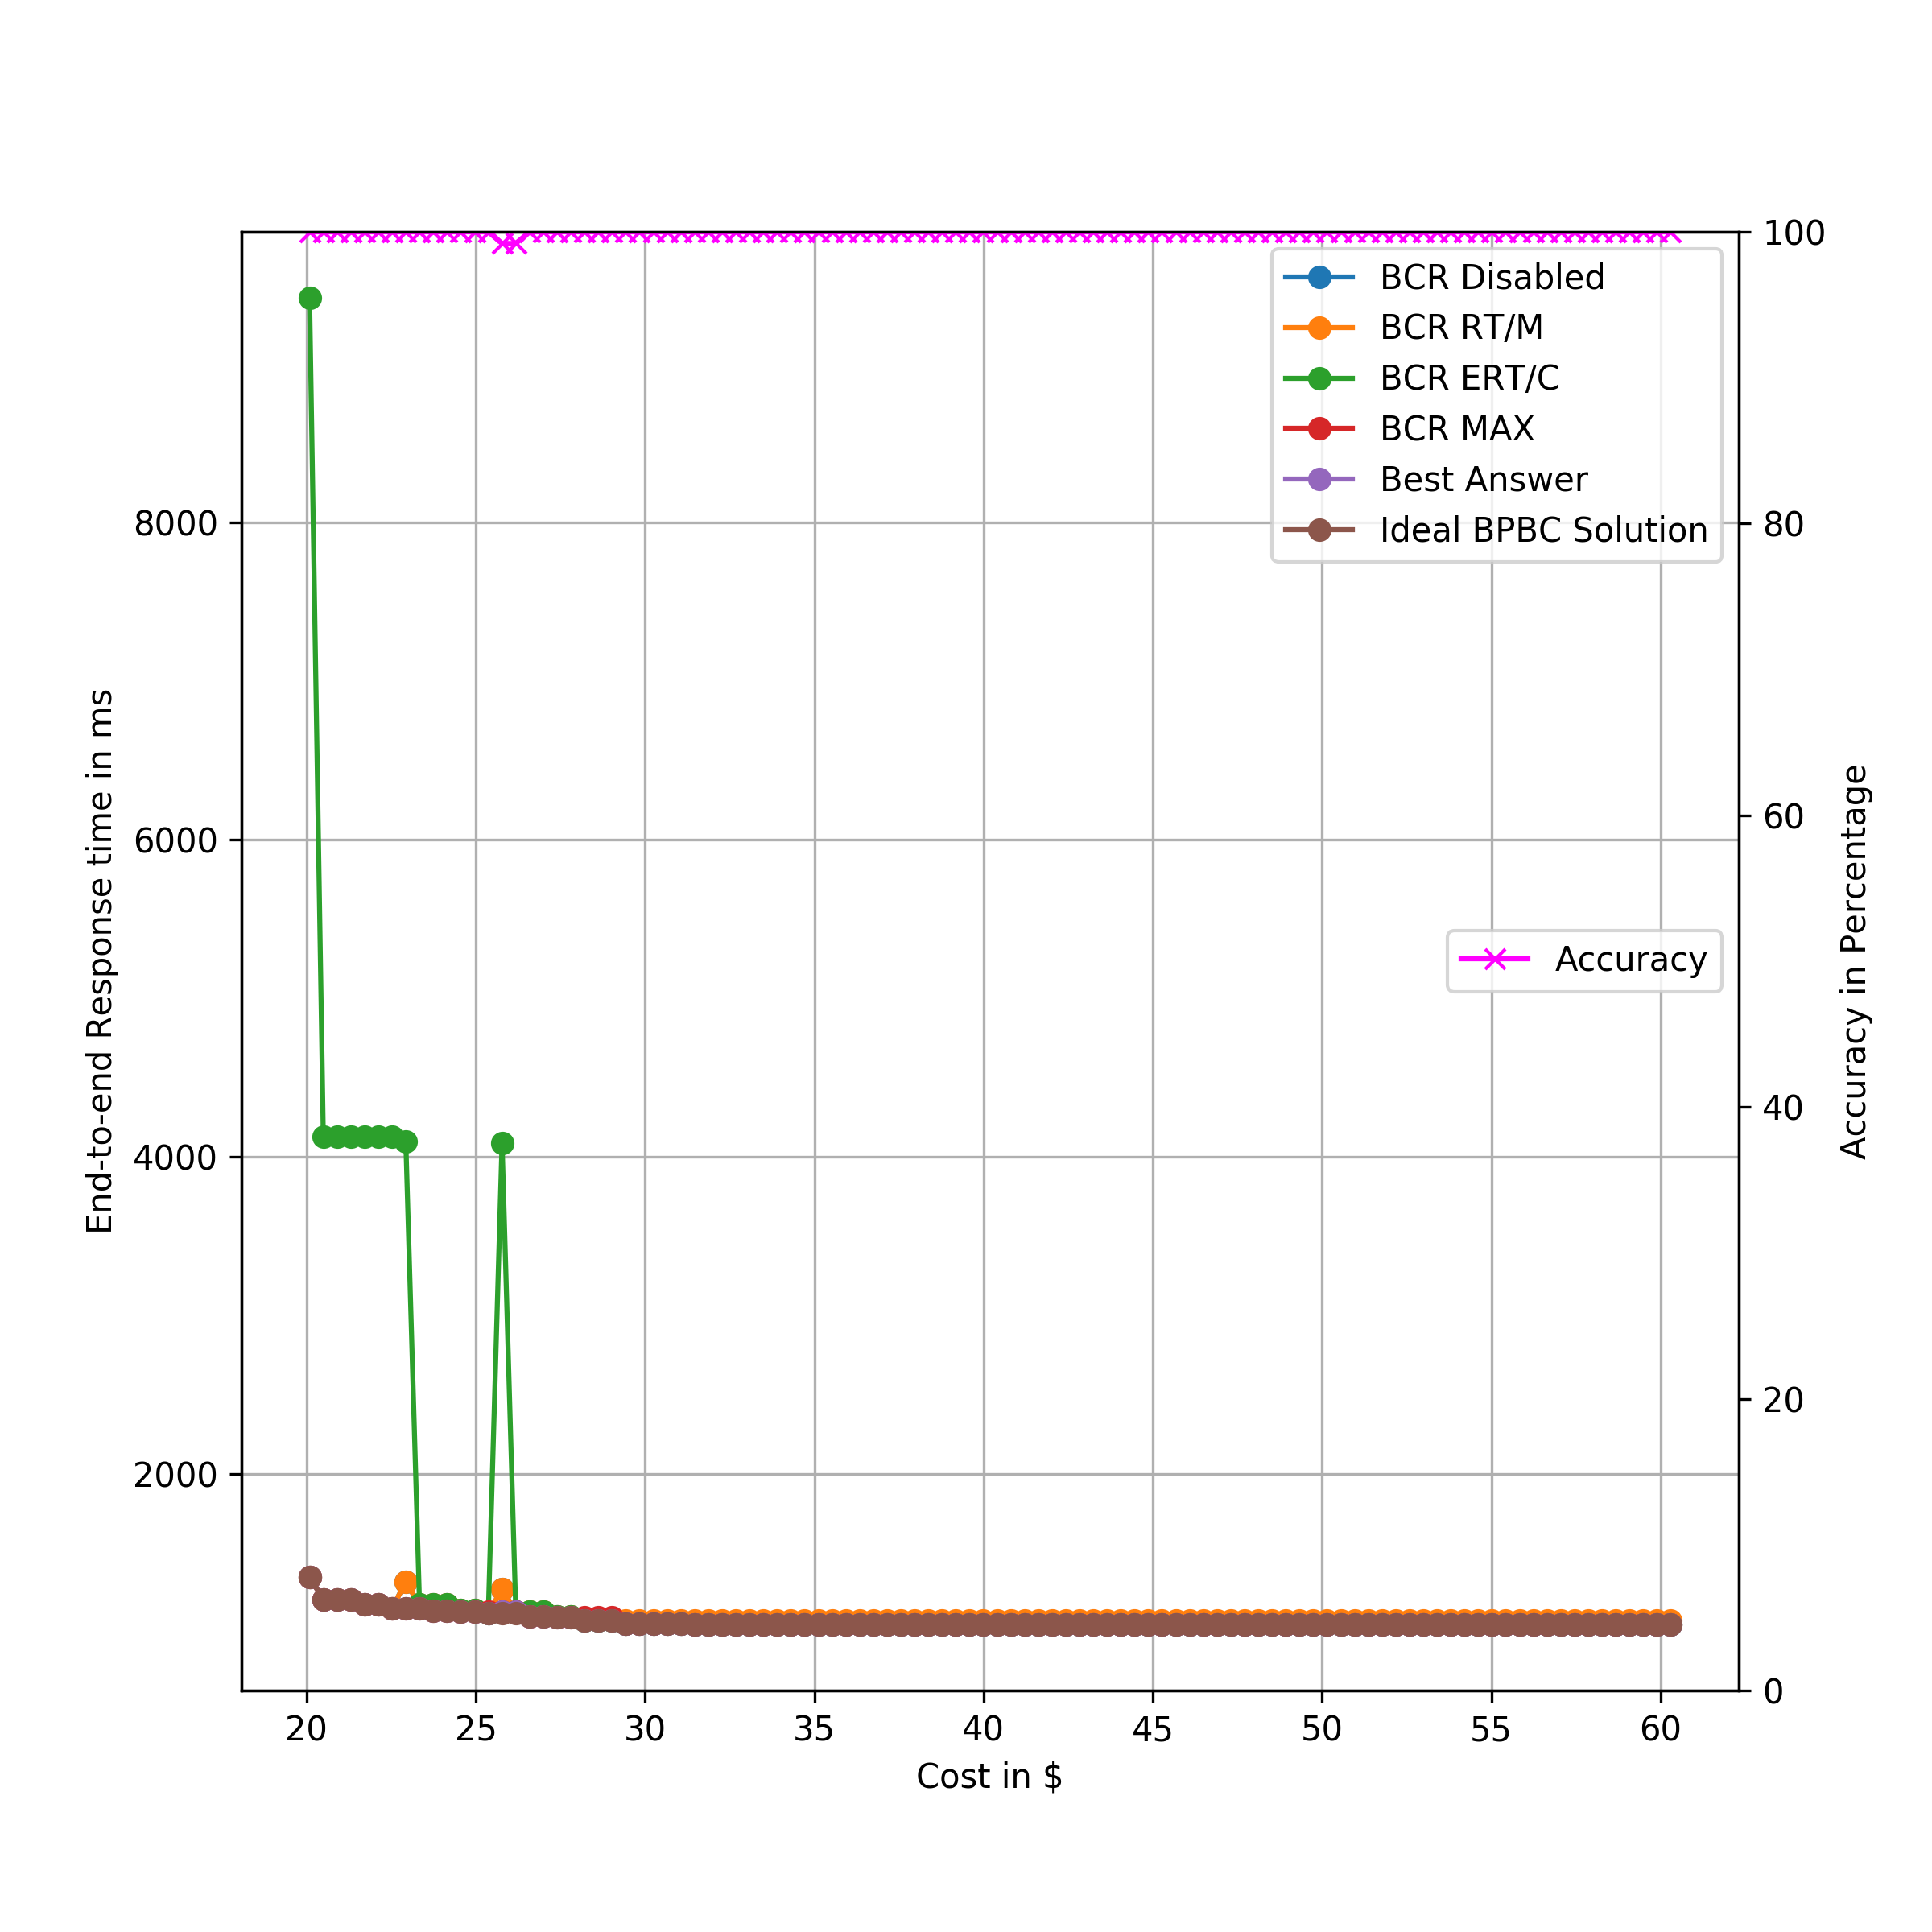 100
BCR Disabled
BCR RT/M
BCR ERT/C
BCR MAX
Best Answer
Ideal BPBC Solution
8000
80
6000
60
End-to-end Response time in ms
Accuracy in Percentage
Accuracy
4000
40
2000
20
0
20 25 30 35 40 45 50 55 60
Cost in $